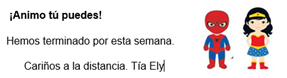 ¡Animo tú puedes!
Hemos terminado por esta semana.
Cariños a la distancia. Tía Ely